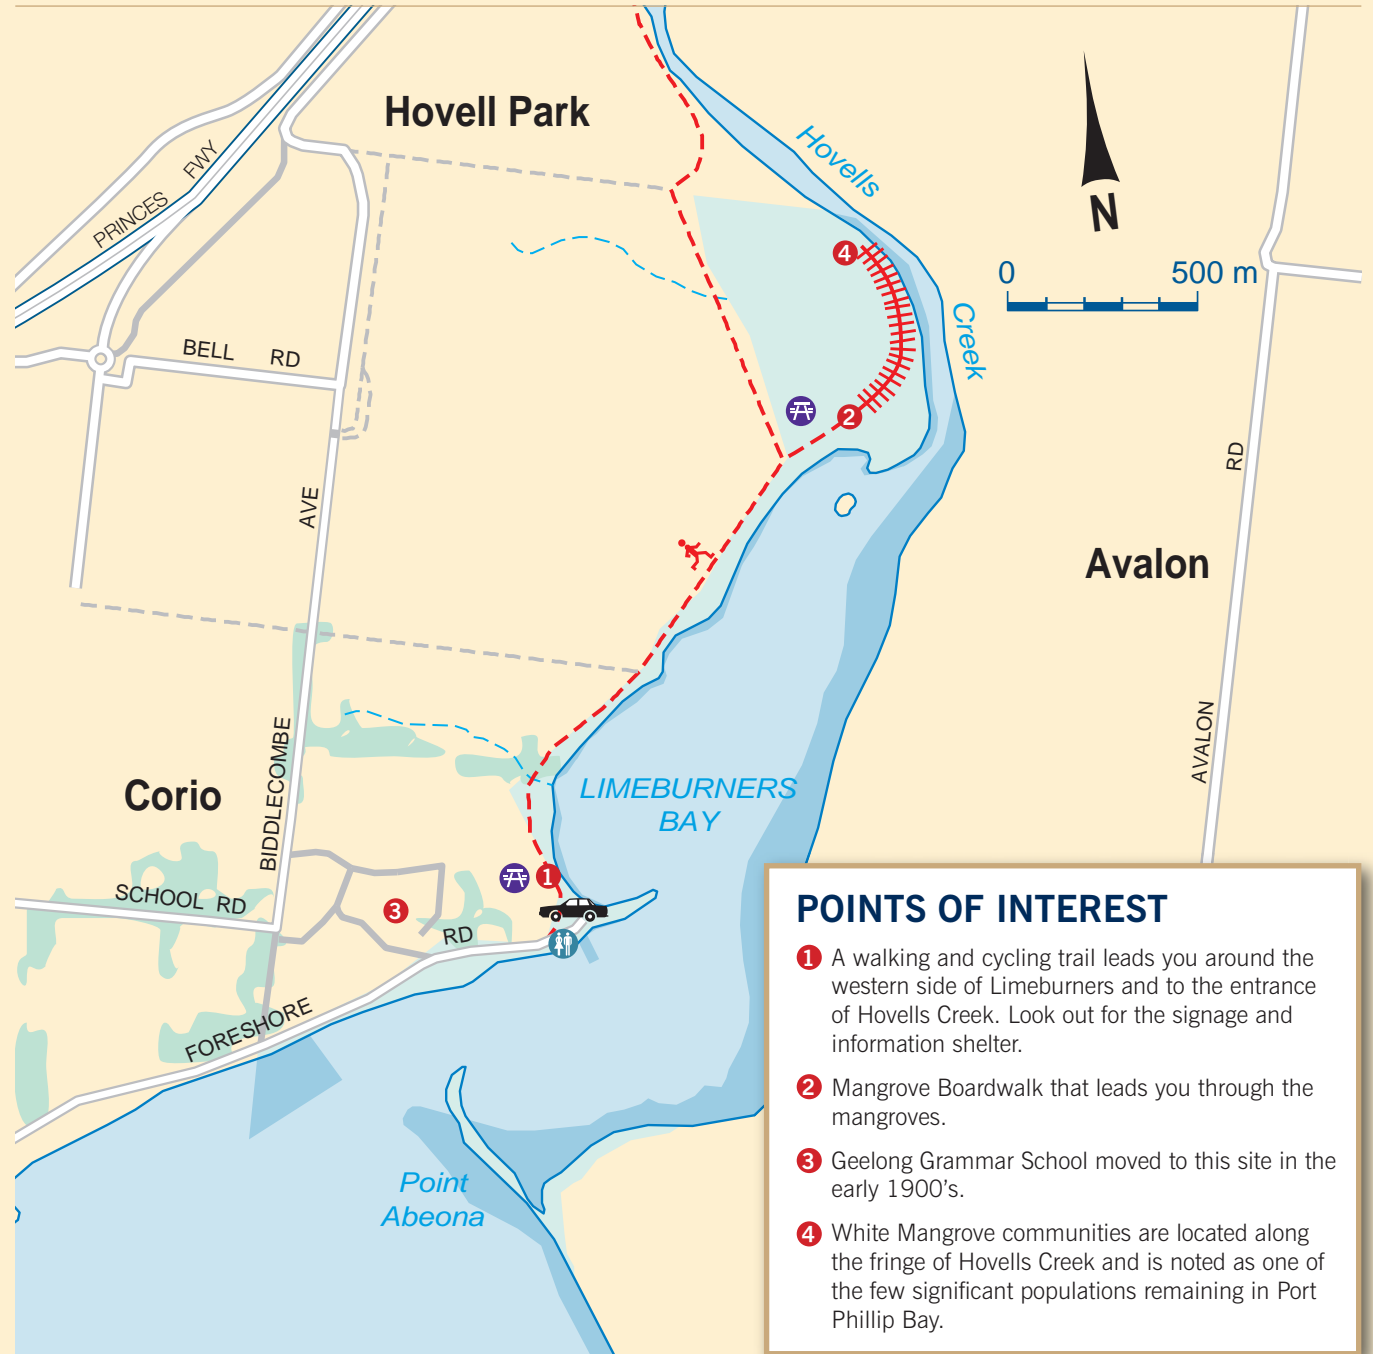 Hovell Park
Hovells
Creek
N
0 500 m
PRINCES FWY
BELL RD
AVE
BIDDLECOMBE
4
2
RD
AVALON
Avalon
Corio
LIMEBURNERS
BAY
SCHOOL RD
3
1
RD
FORESHORE
Point
Abeona
POINTS OF INTEREST
1 A walking and cycling trail leads you around the
western side of Limeburners and to the entrance
of Hovells Creek. Look out for the signage and
information shelter.
2 Mangrove Boardwalk that leads you through the
mangroves.
3 Geelong Grammar School moved to this site in the
early 1900's.
4 White Mangrove communities are located along
the fringe of Hovells Creek and is noted as one of
the few significant populations remaining in Port
Phillip Bay.